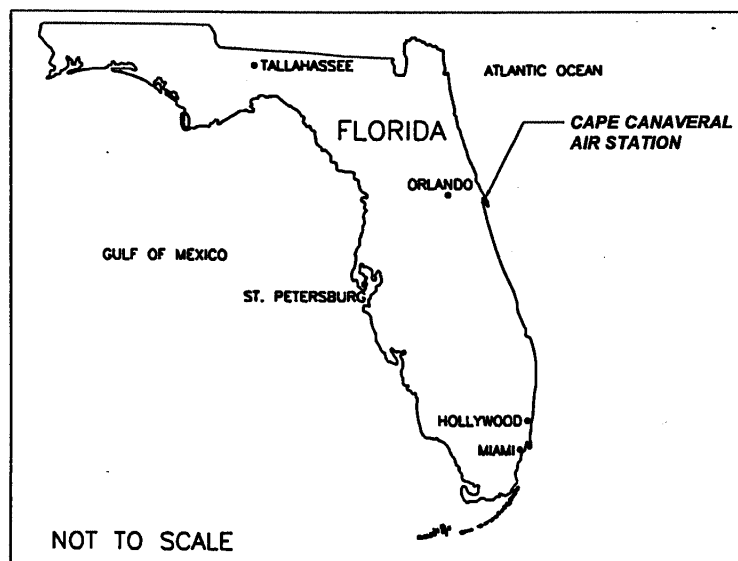 TALLAHASSEE
ATLANTIC OCEAN
FLORIDA
CAPE CANAVERAL
AIR STATION
ORLANDO
GULF OF MEXICO
ST. PETERSBURG
HOLLYWOOD
MIAMI
NOT TO SCALE